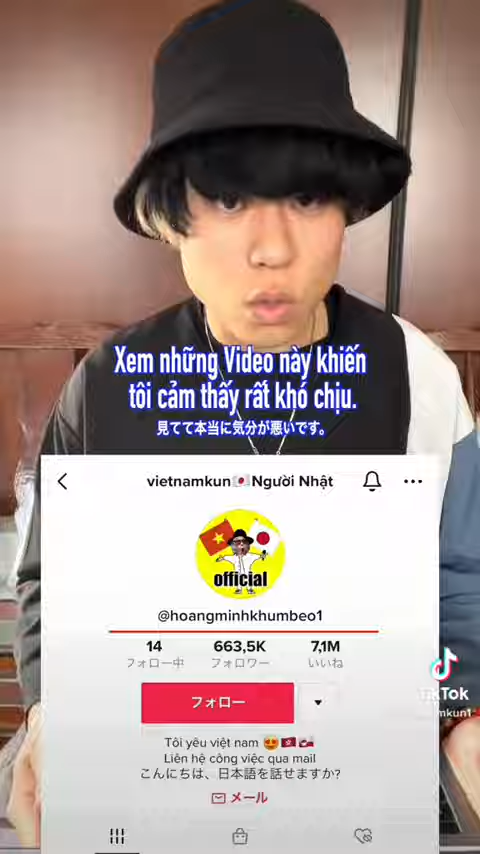 Xem những Video này khiến
tôi cảm thấy rất khó chịu.
見てて本当に気分が悪いです。
vietnamkun🇯🇵Người Nhật
official
@hoangminhkhumbeo1
14 663,5K 7,1M
フォロー中 フォロワー いいね
フォロー
Tôi yêu việt nam 😍🇻🇳🇯🇵
Liên hệ công việc qua mail
こんにちは、日本語を話せますか?
メール
TikTok